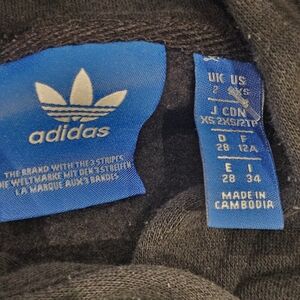 adidas
THE BRAND WITH THE 3 STRIPES
DIE WELTMARKE MIT DEN 3 STREIFEN
LA MARQUE AUX 3 BANDES
UK US
2 2XS
J CDN
XS 2XS/2TP
D F
28 12A
E I
28 34
MADE IN
CAMBODIA